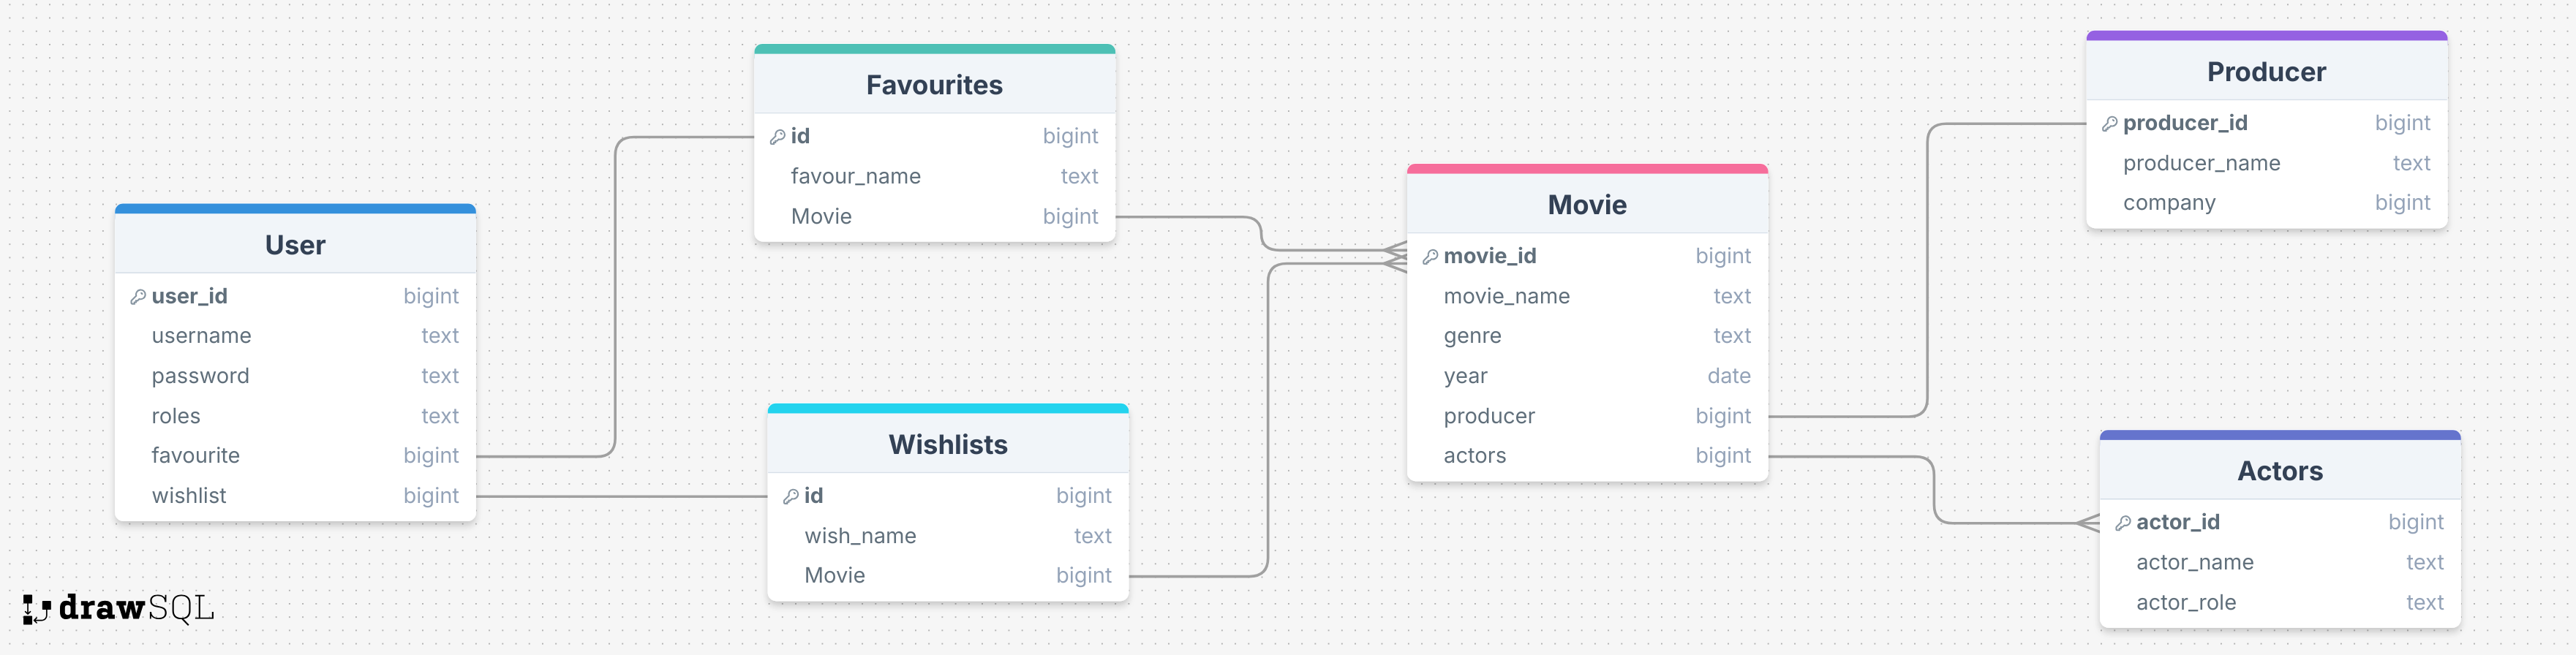 User
user_id bigint
username text
password text
roles text
favourite bigint
wishlist bigint
Favourites
id bigint
favour_name text
Movie bigint
Wishlists
id bigint
wish_name text
Movie bigint
Movie
movie_id bigint
movie_name text
genre text
year date
producer bigint
actors bigint
Producer
producer_id bigint
producer_name text
company bigint
Actors
actor_id bigint
actor_name text
actor_role text
drawSQL